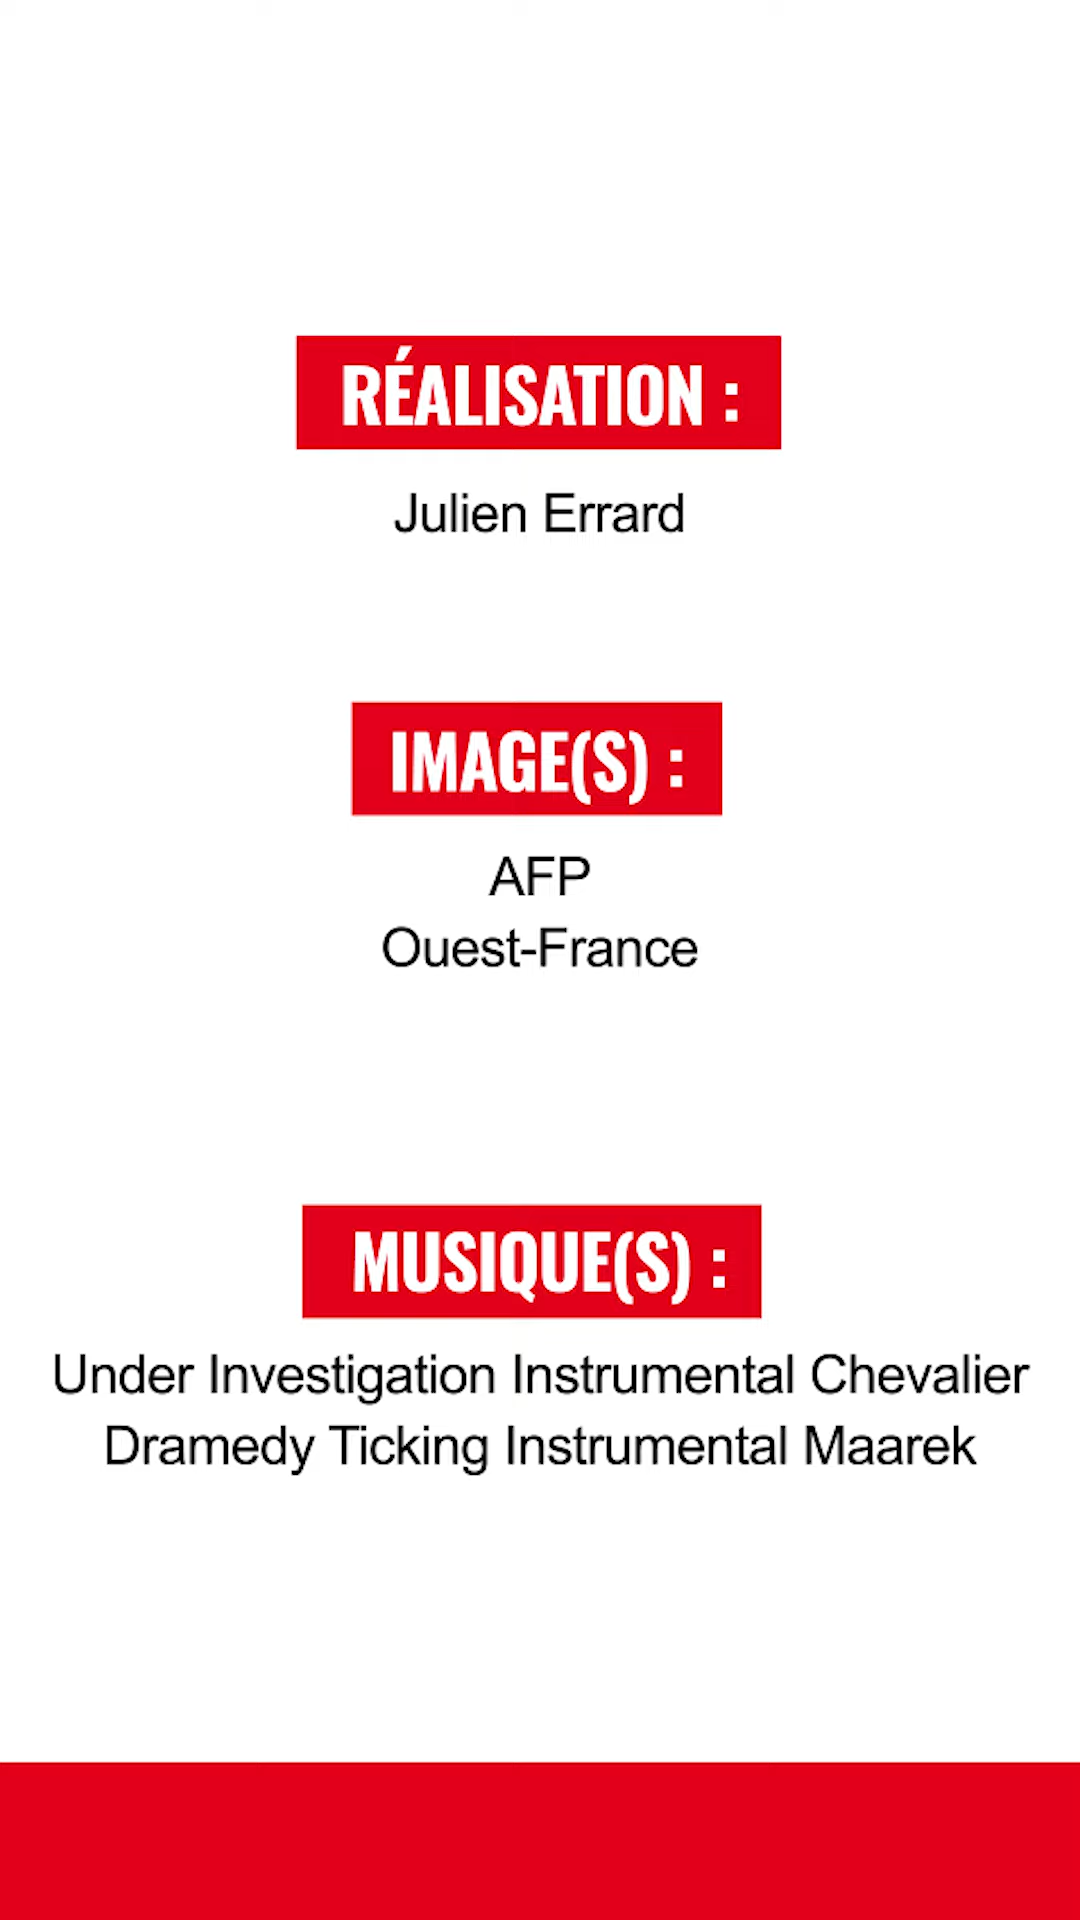 RÉALISATION :
Julien Errard
IMAGE(S) :
AFP
Ouest-France
MUSIQUE(S) :
Under Investigation Instrumental Chevalier
Dramedy Ticking Instrumental Maarek